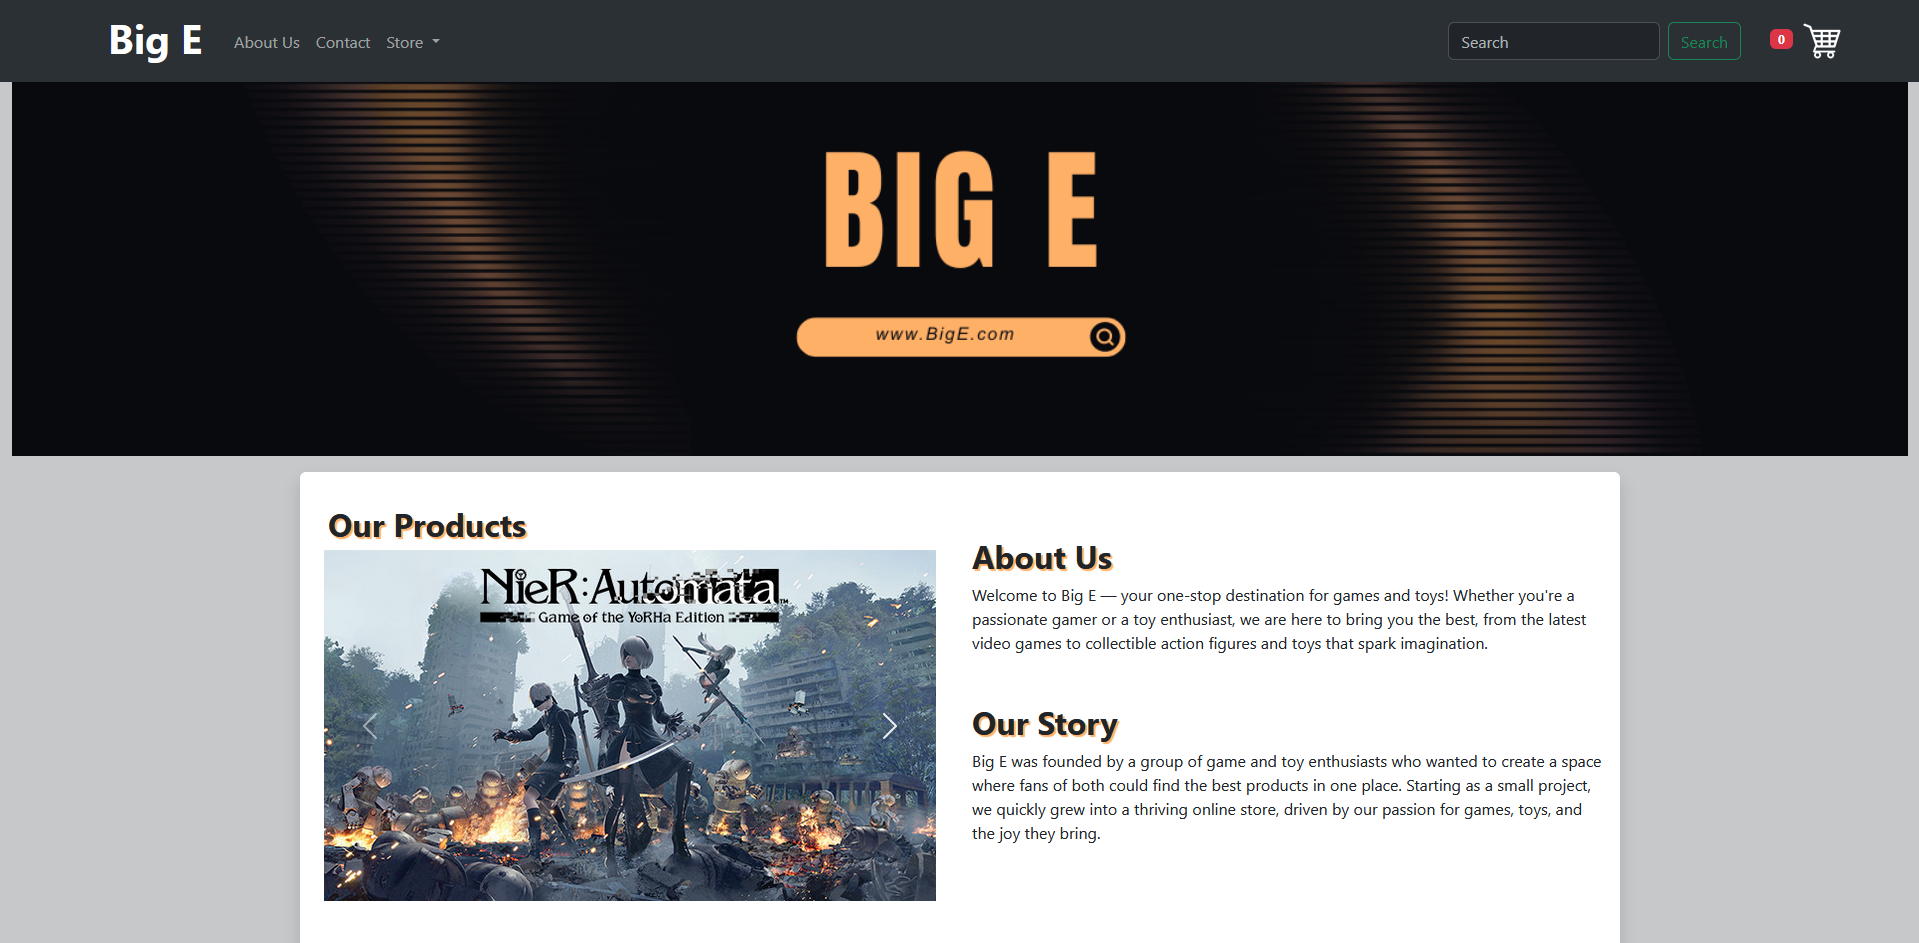 Big E
About Us
Contact
Store
Search
Search
0
BIG E
www.BigE.com
Our Products
NieR:Automata™
Game of the YoRHa Edition
About Us
Welcome to Big E — your one-stop destination for games and toys! Whether you're a
passionate gamer or a toy enthusiast, we are here to bring you the best, from the latest
video games to collectible action figures and toys that spark imagination.
Our Story
Big E was founded by a group of game and toy enthusiasts who wanted to create a space
where fans of both could find the best products in one place. Starting as a small project,
we quickly grew into a thriving online store, driven by our passion for games, toys, and
the joy they bring.